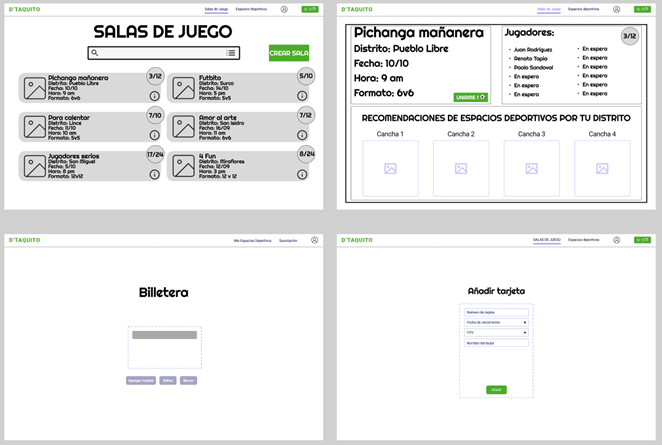 D'TAQUITO
Salas de Juego Espacios deportivos
SALAS DE JUEGO
CREAR SALA
Pichanga mañanera
Distrito: Pueblo Libre
Fecha: 10/10
Hora: 9 am
Formato: 6v6
3/12
Futbito
Distrito: Surco
Fecha: 14/10
Hora: 5 pm
Formato: 5v5
5/10
Para calentar
Distrito: Lince
Fecha: 11/10
Hora: 10 am
Formato: 5v5
7/10
Amor al arte
Distrito: San Isidro
Fecha: 16/09
Hora: 11 am
Formato: 6v6
7/12
Jugadores serios
Distrito: San Miguel
Fecha: 5/10
Hora: 8 pm
Formato: 12v12
17/24
4 Fun
Distrito: Miraflores
Fecha: 12/09
Hora: 3 pm
Formato: 12 v 12
8/24
D'TAQUITO
Salas de Juego Espacios deportivos
Pichanga mañanera
Distrito: Pueblo Libre
Fecha: 10/10
Hora: 9 am
Formato: 6v6
UNIRME
Jugadores:
3/12
Juan Rodriguez
Renato Tapia
Paolo Sandoval
En espera
En espera
En espera
En espera
En espera
En espera
En espera
En espera
En espera
RECOMENDACIONES DE ESPACIOS DEPORTIVOS POR TU DISTRITO
Cancha 1 Cancha 2 Cancha 3 Cancha 4
D'TAQUITO
Mis Espacios Deportivos Suscripción
Billetera
Agregar tarjeta Editar Borrar
D'TAQUITO
SALAS DE JUEGO Espacios deportivos
Añadir tarjeta
Número de tarjeta
Fecha de vencimiento
CVV
Nombre del titular
Añadir